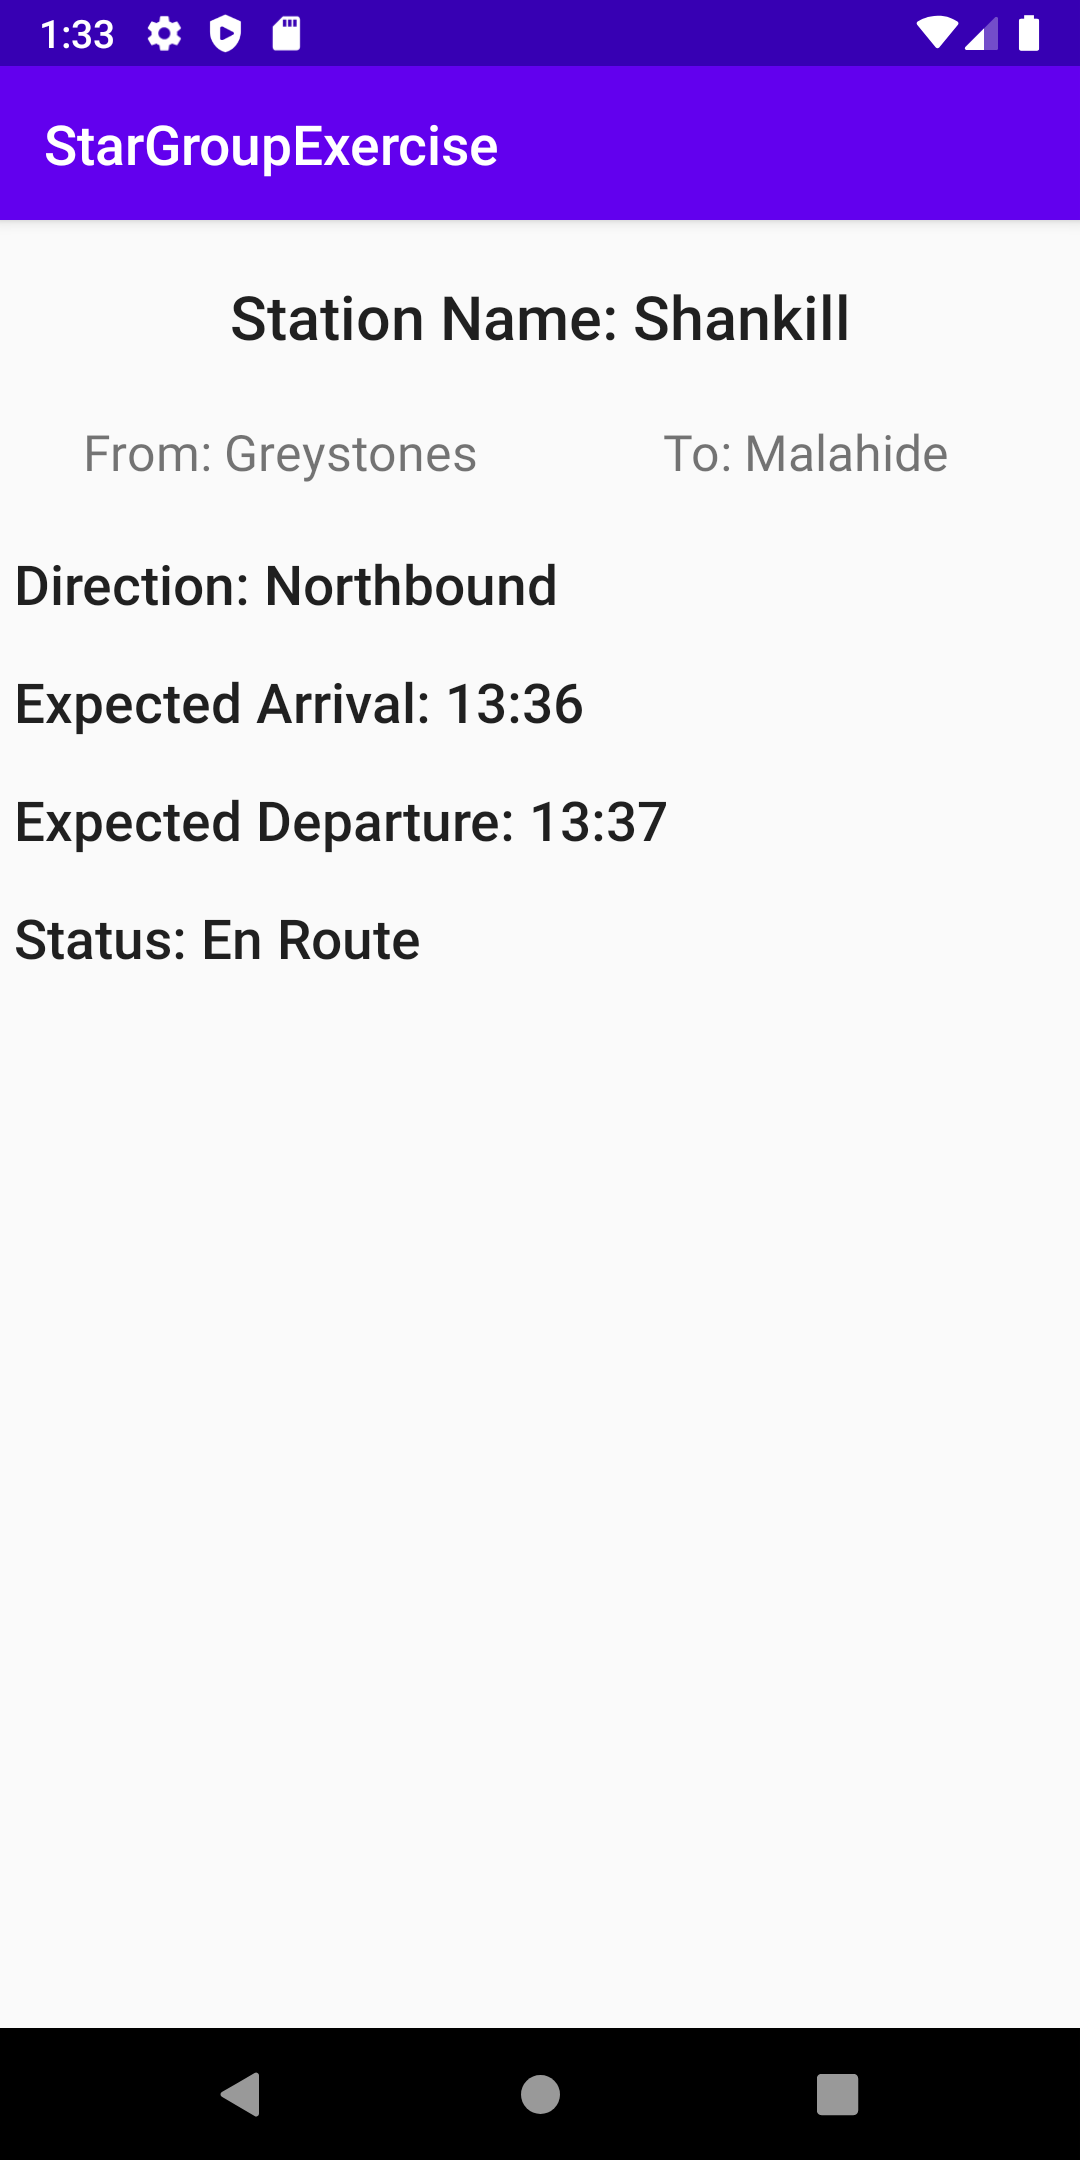 1:33
StarGroupExercise
Station Name: Shankill
From: Greystones To: Malahide
Direction: Northbound
Expected Arrival: 13:36
Expected Departure: 13:37
Status: En Route